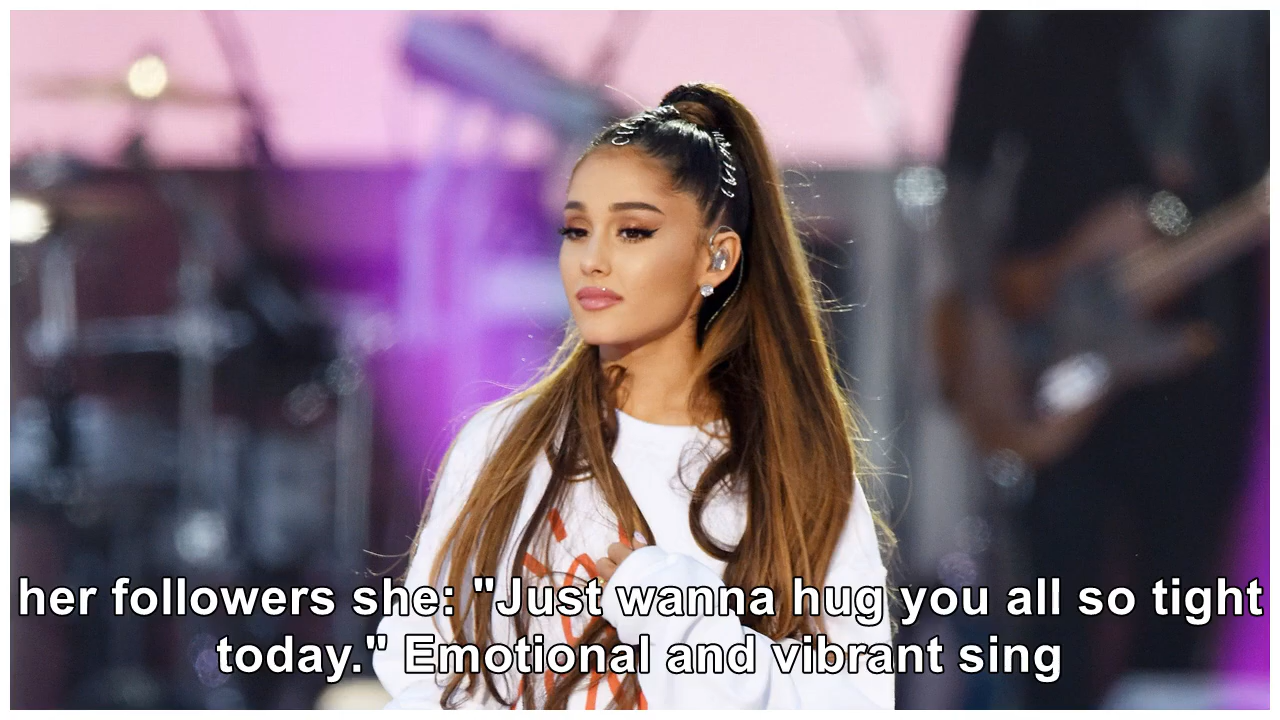 her followers she: "Just wanna hug you all so tight
today." Emotional and vibrant sing